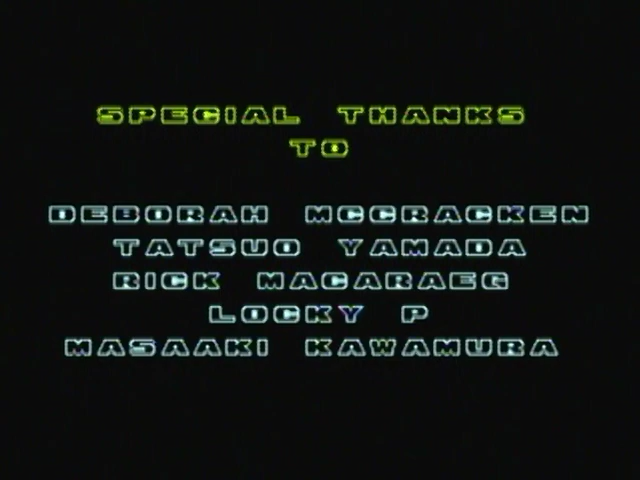 SPECIAL THANKS
TO
DEBORAH MCCRACKEN
TATSUO YAMADA
RICK MACARAEG
LOCKY P
MASAAKI KAWAMURA